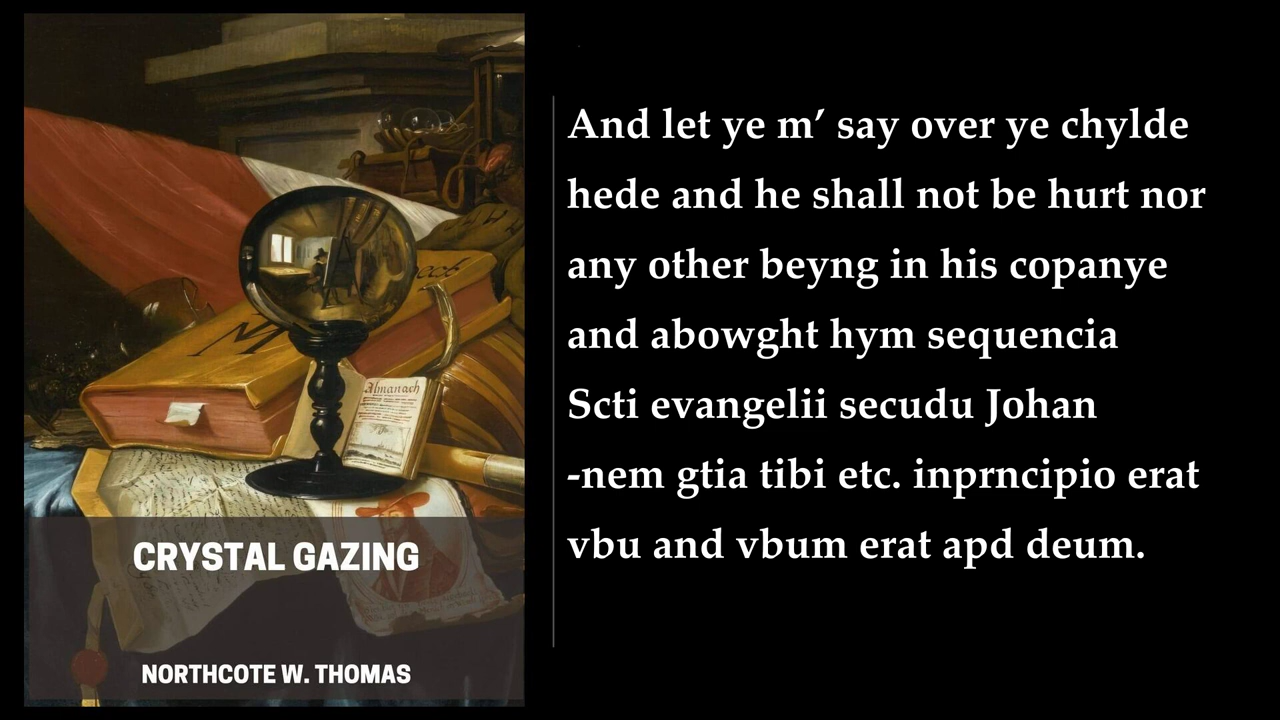 M
Almanach
CRYSTAL GAZING
NORTHCOTE W. THOMAS
And let ye m’ say over ye chylde
hede and he shall not be hurt nor
any other beyng in his copanye
and abowght hym sequencia
Scti evangelii secudu Johan
-nem gtia tibi etc. inprncipio erat
vbu and vbum erat apd deum.